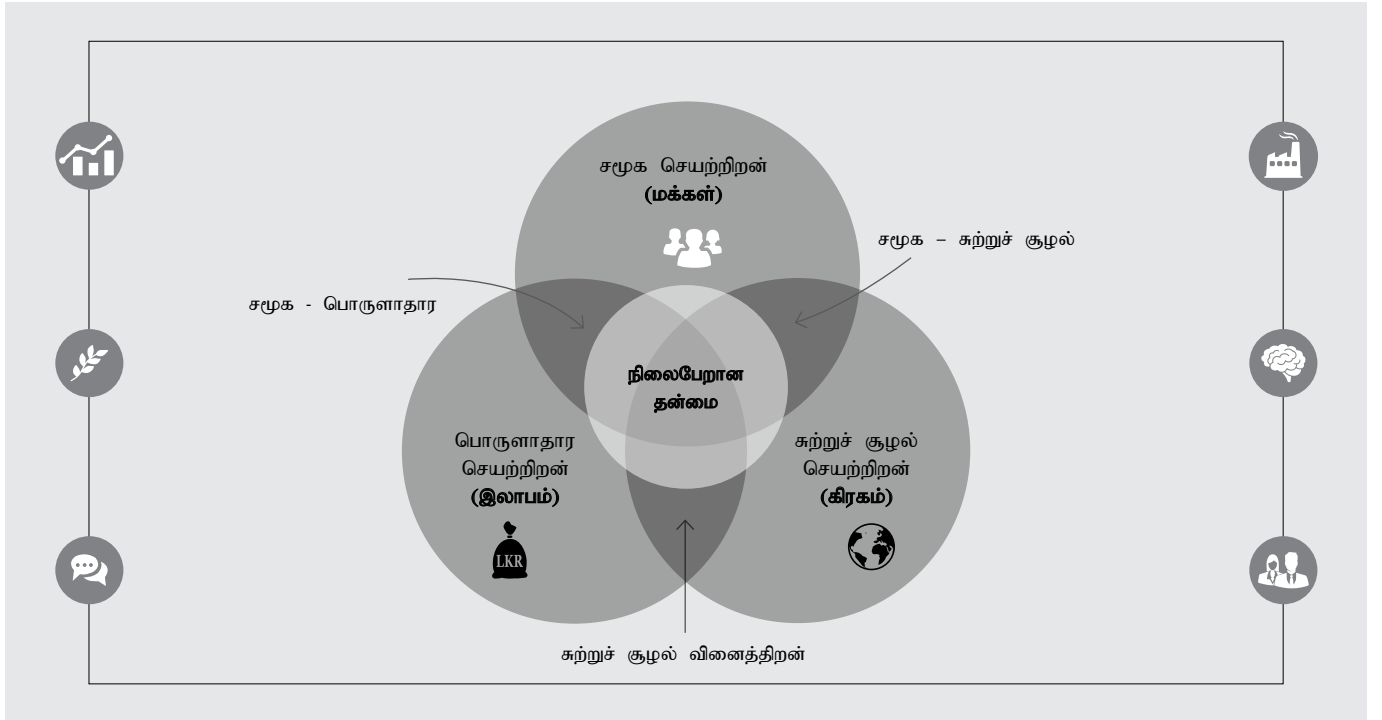 சமூக செயற்றிறன்
(மக்கள்)
சமூக – சுற்றுச் சூழல்
சமூக - பொருளாதார
நிலைபேறான
தன்மை
பொருளாதார
செயற்றிறன்
(இலாபம்)
LKR
சுற்றுச் சூழல்
செயற்றிறன்
(கிரகம்)
சுற்றுச் சூழல் வினைத்திறன்